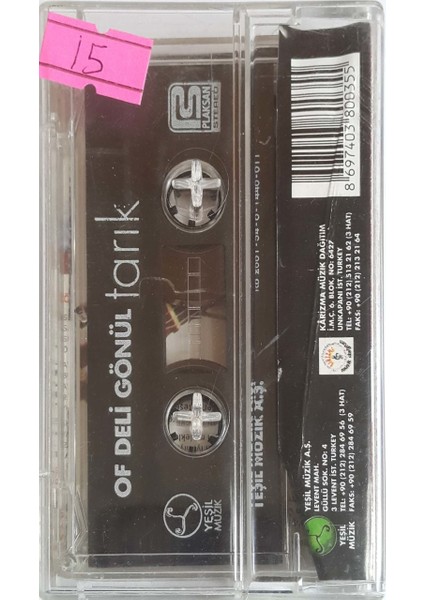 15
PLAKSAN
STEREO
OF DELİ GÖNÜL tarık
YEŞİL
MÜZİK
YEŞİL MÜZİK A.Ş.
8 697403 800355
KÂRİZMA MÜZİK DAĞITIM
İ.M.C. 6. BLOK. NO: 6427
UNKAPANI İST. TURKEY
TEL: +90 (212) 513 21 62 (3 HAT)
FAKS: +90 (212) 213 21 64
YEŞİL MÜZİK A.Ş.
LEVENT MAH.
GÜLLÜ SOK. NO: 4
3 LEVENT İST. TURKEY
TEL: +90 (212) 284 69 56 (3 HAT)
FAKS: +90 (212) 284 69 59
YEŞİL
MÜZİK